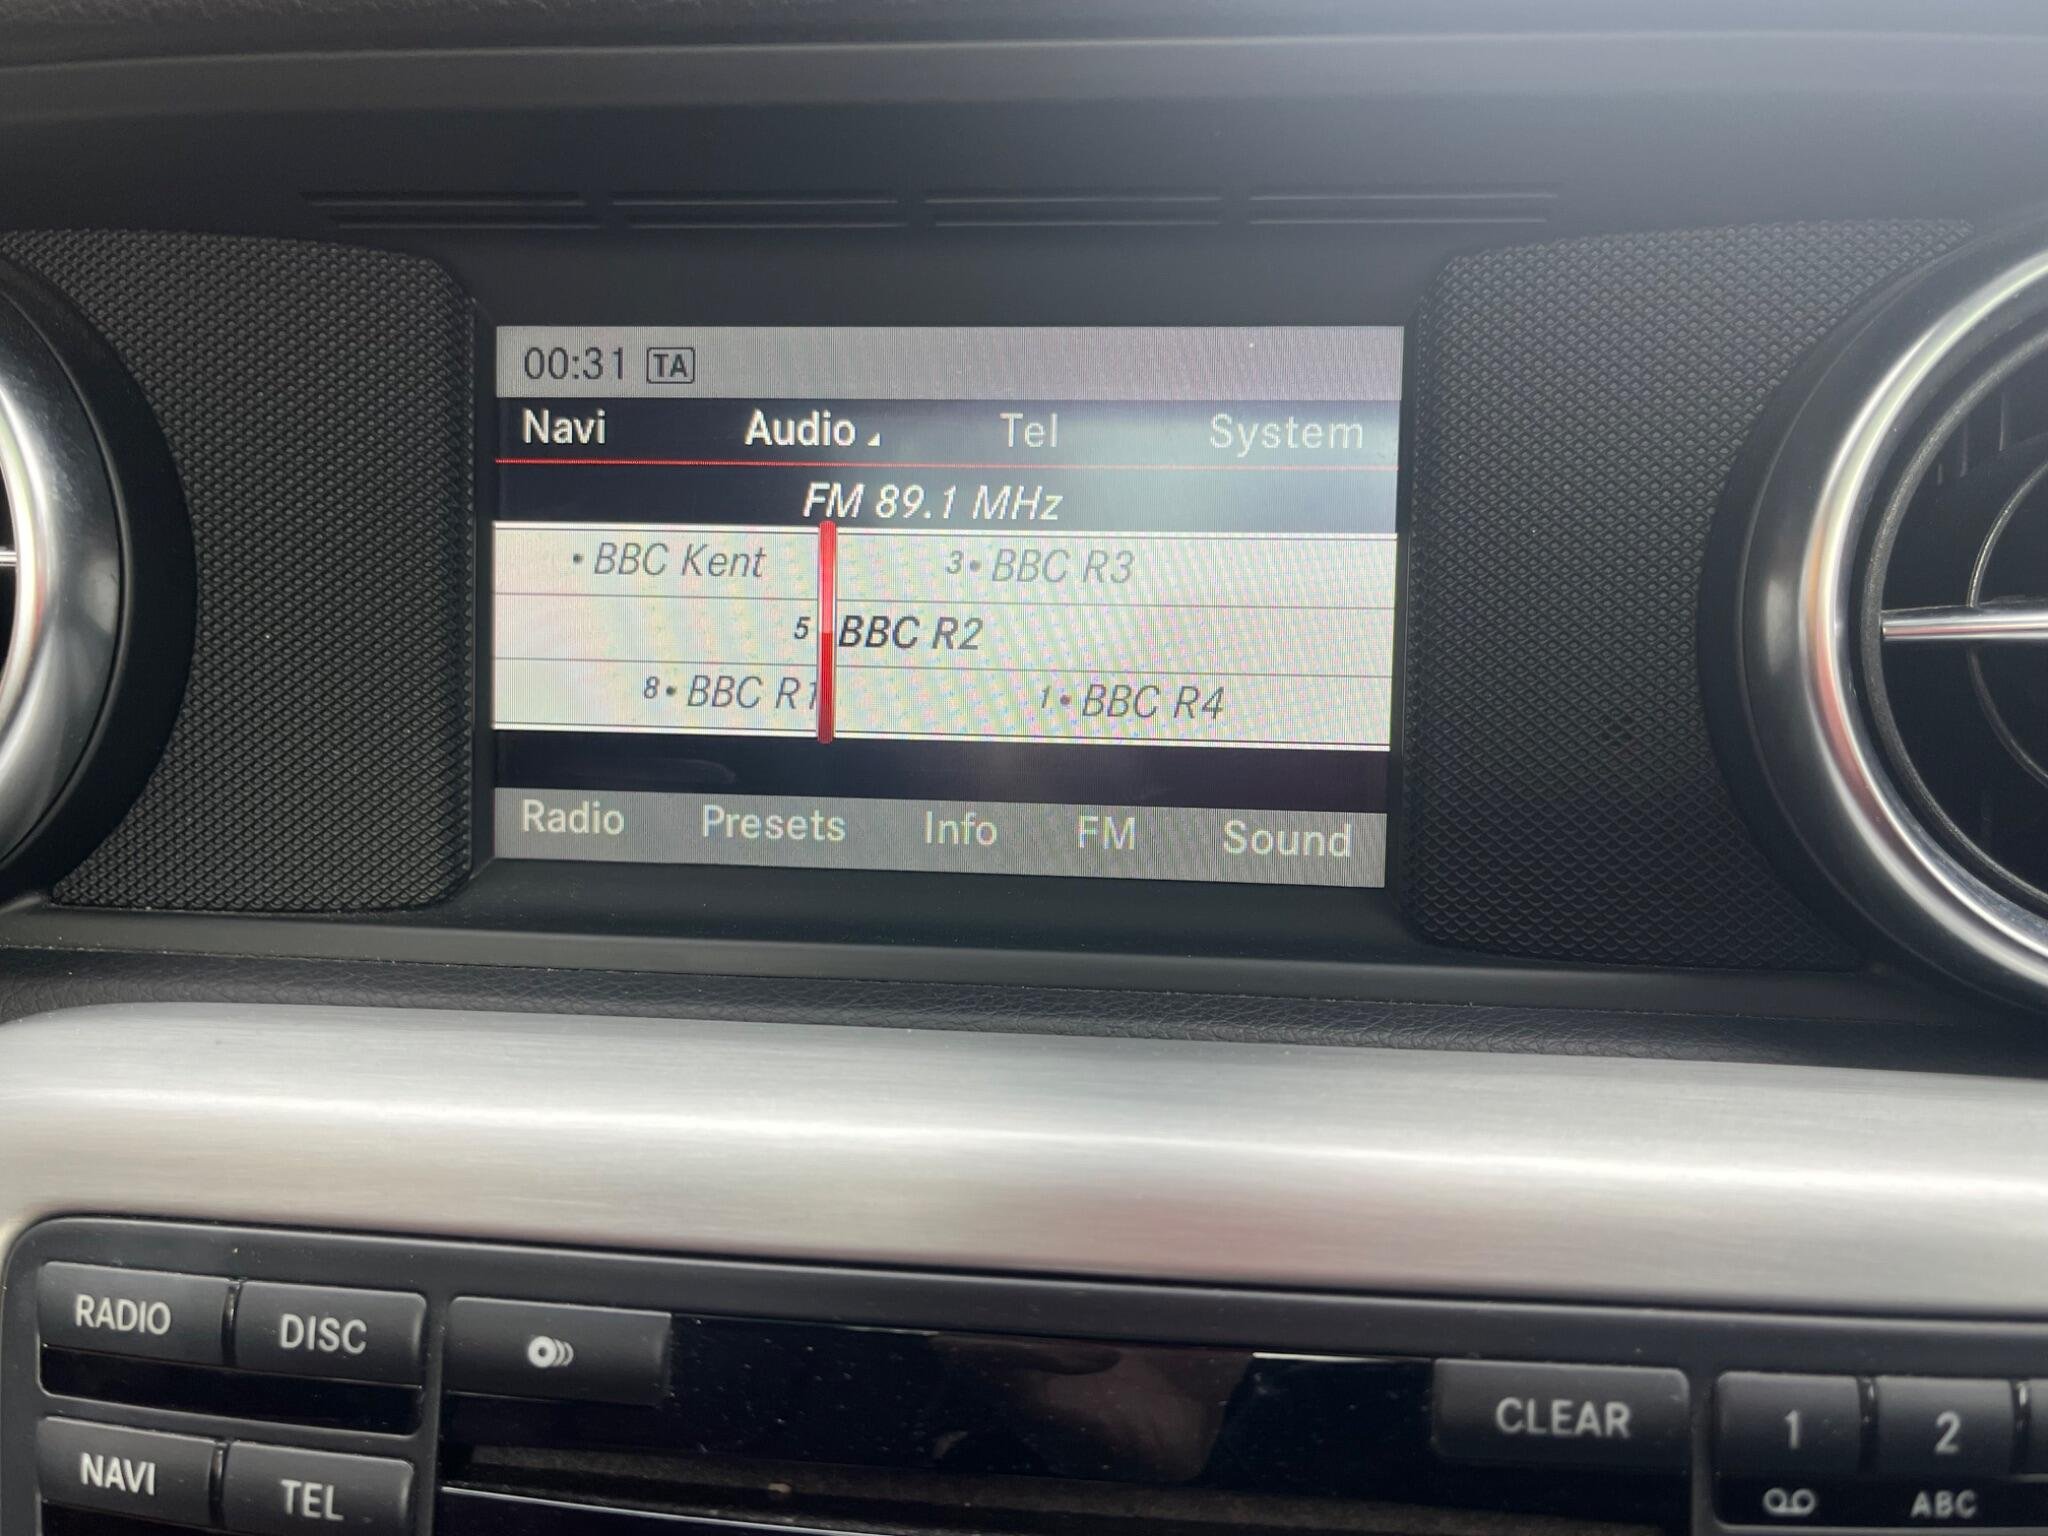 00:31 TA
Navi Audio Tel System
FM 89.1 MHz
• BBC Kent 3• BBC R3
5 BBC R2
8• BBC R1 1• BBC R4
Radio Presets Info FM Sound
RADIO DISC
CLEAR 1 2
NAVI TEL
ABC